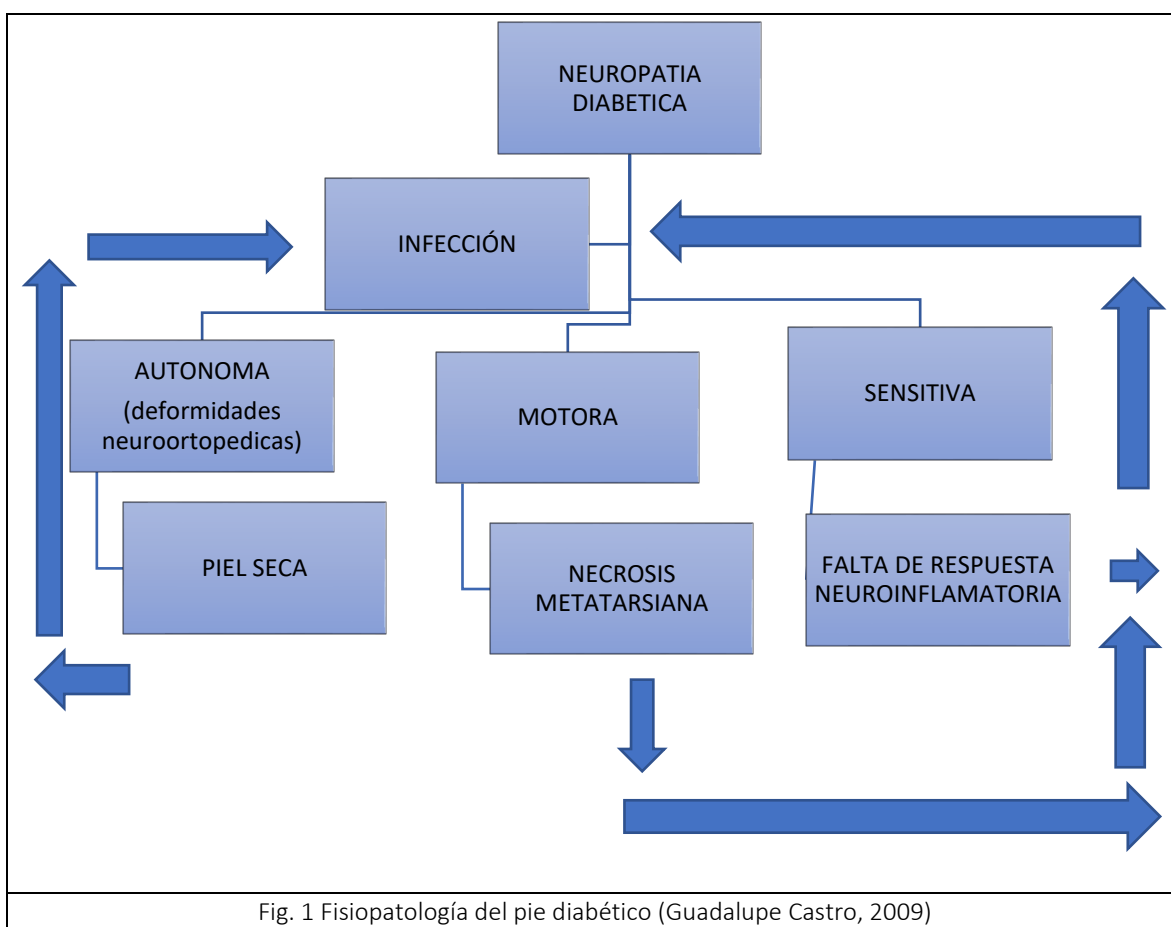 NEUROPATIA
DIABETICA
INFECCIÓN
AUTONOMA
(deformidades
neuroortopedicas)
MOTORA
SENSITIVA
PIEL SECA
NECROSIS
METATARSIANA
FALTA DE RESPUESTA
NEUROINFLAMATORIA
Fig. 1 Fisiopatología del pie diabético (Guadalupe Castro, 2009)